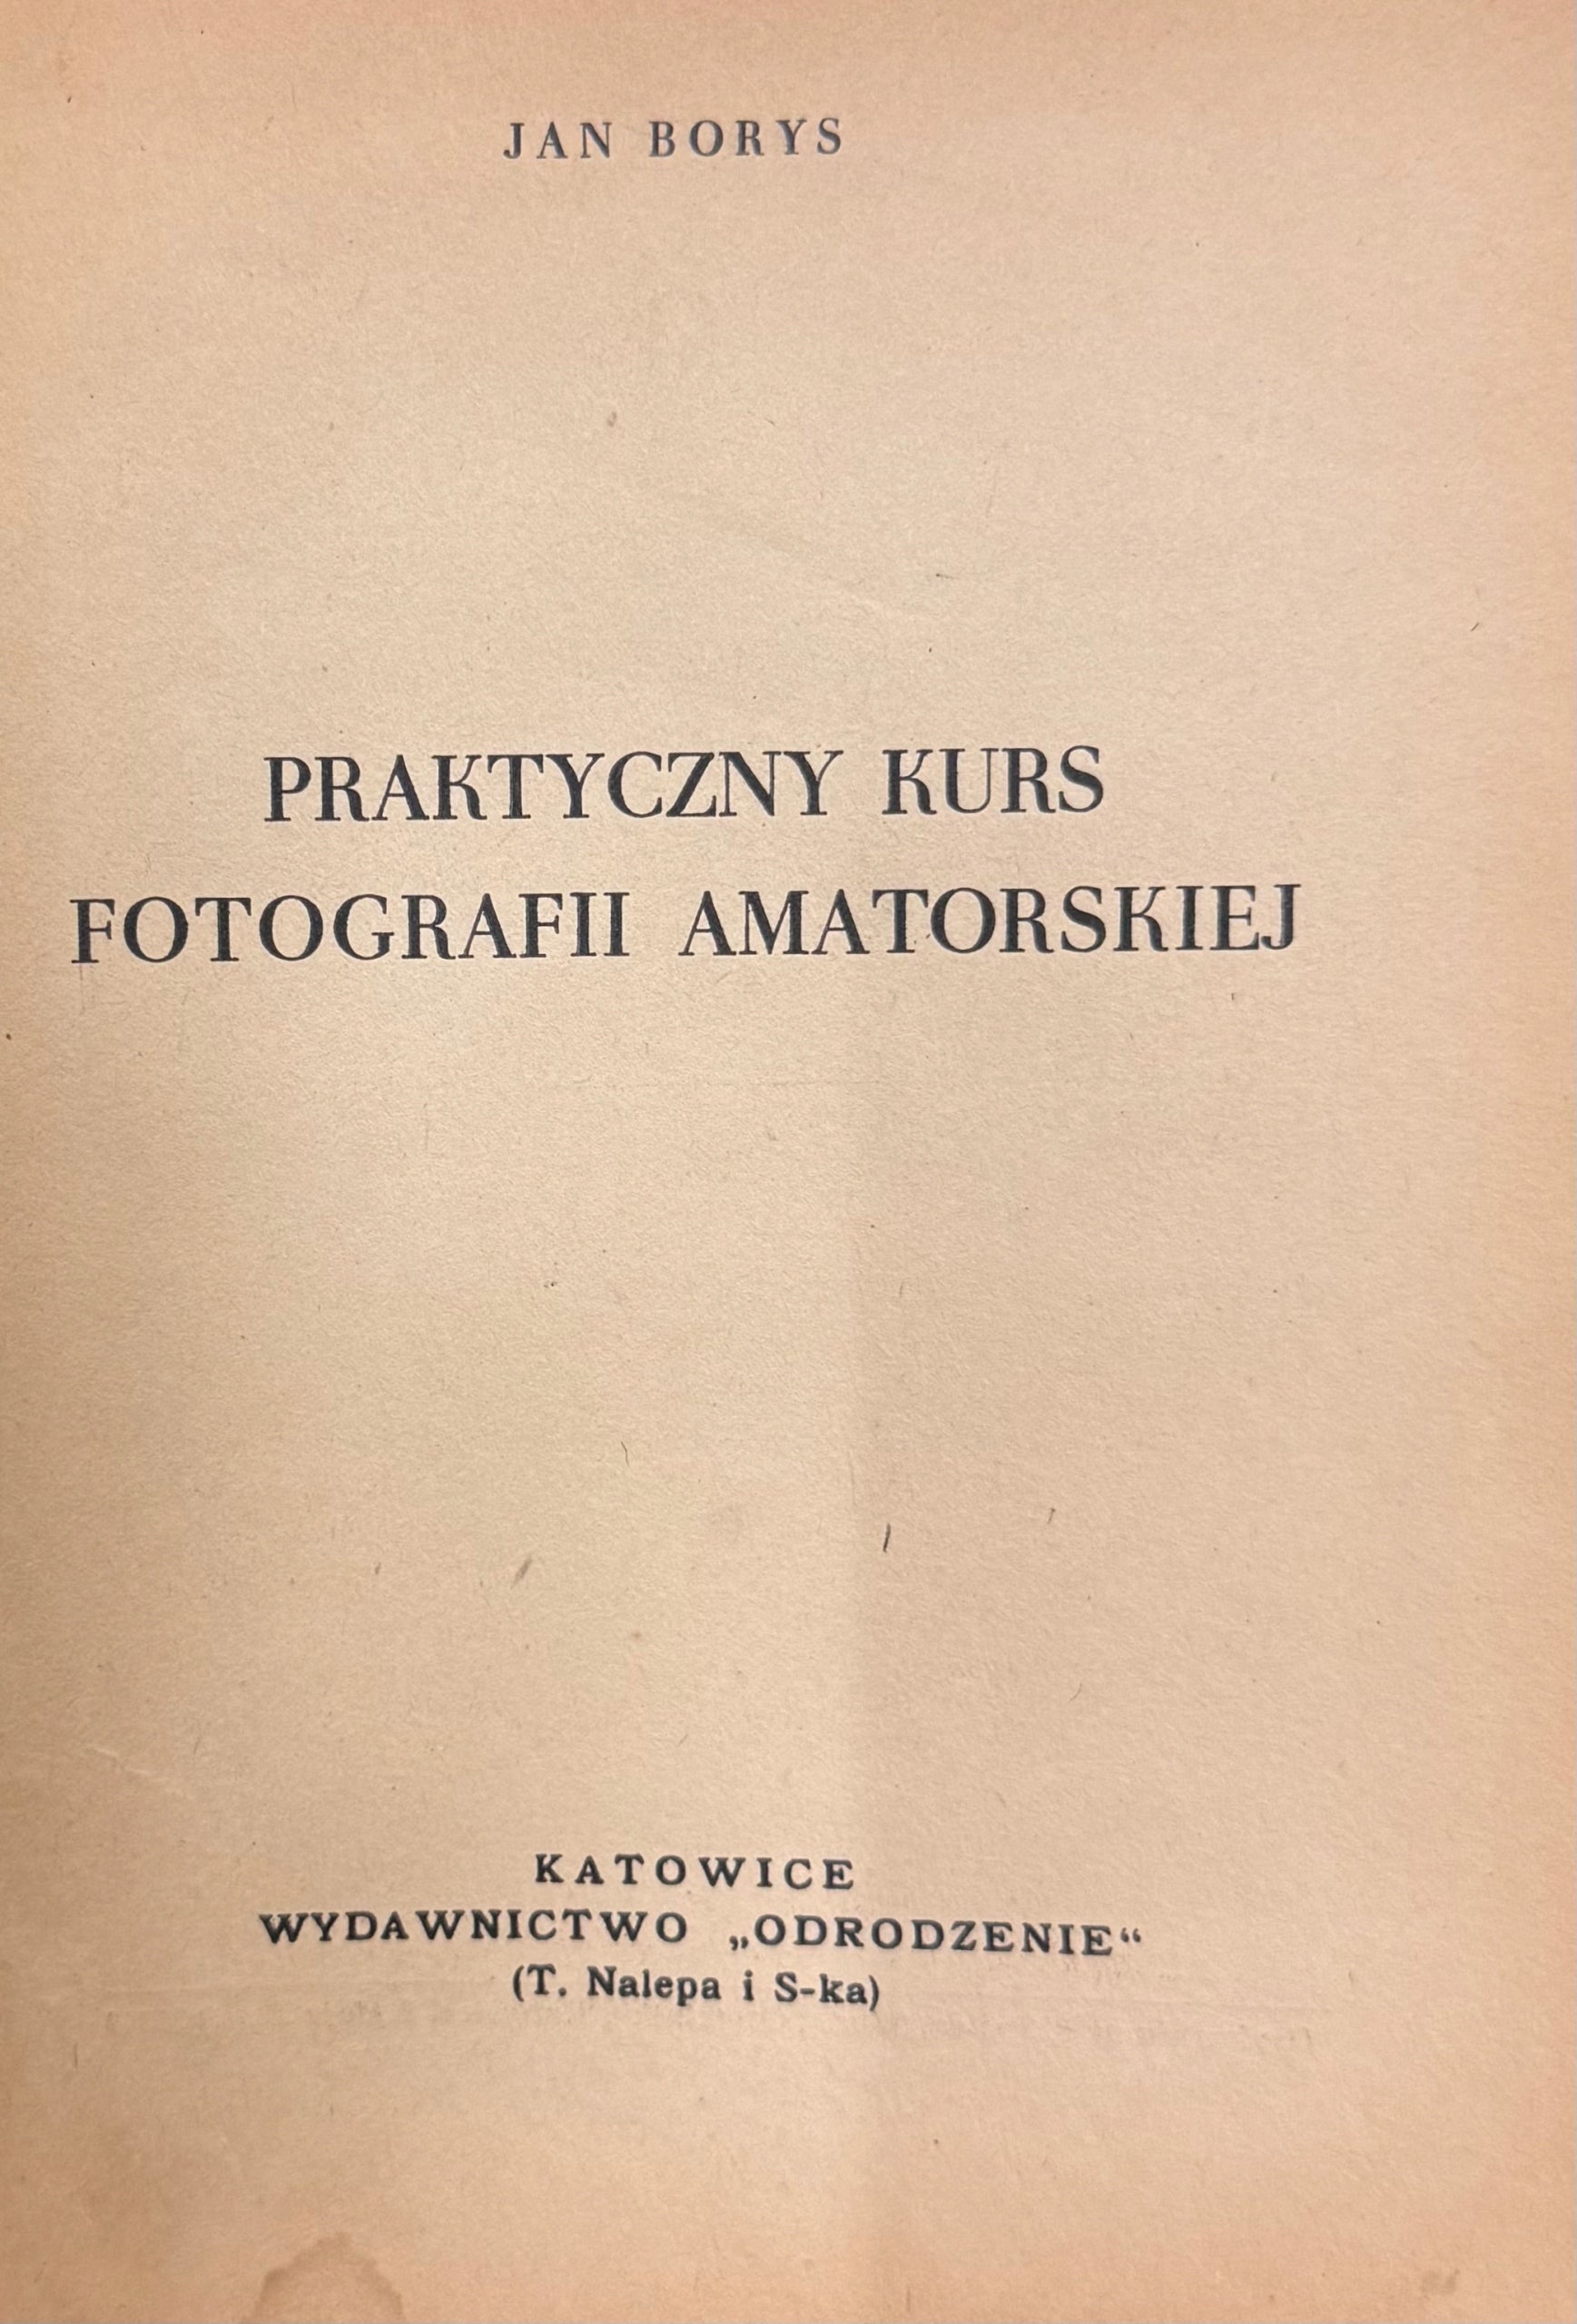 JAN BORYS
PRAKTYCZNY KURS
FOTOGRAFII AMATORSKIEJ
KATOWICE
WYDAWNICTWO „ODRODZENIE“
(T. Nalepa i S-ka)